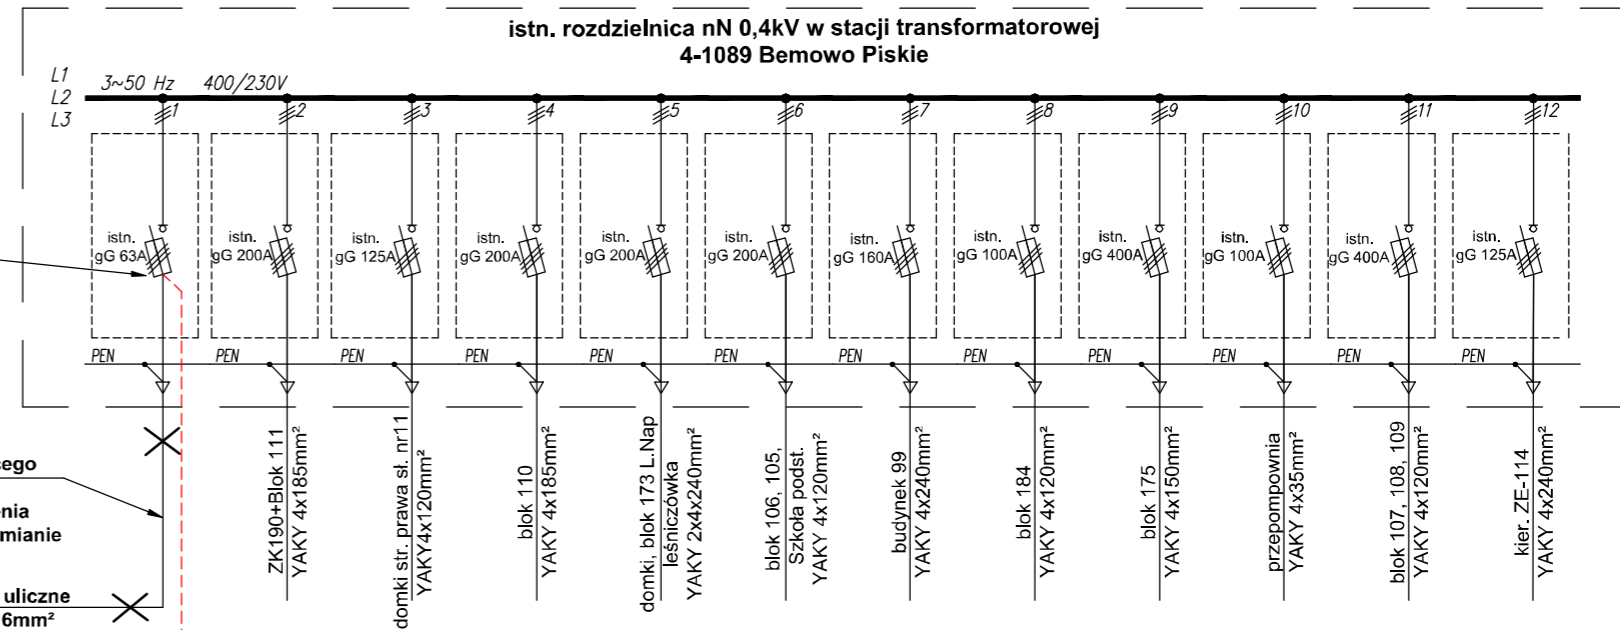 istn. rozdzielnica nN 0,4kV w stacji transformatorowej
4-1089 Bemowo Piskie
L1
L2
L3
3~50 Hz 400/230V
1
2
3
4
5
6
7
8
9
10
11
12
istn.
gG 63A
istn.
gG 200A
istn.
gG 125A
istn.
gG 200A
istn.
gG 200A
istn.
gG 200A
istn.
gG 160A
istn.
gG 100A
istn.
gG 400A
istn.
gG 100A
istn.
gG 400A
istn.
gG 125A
PEN
PEN
PEN
PEN
PEN
PEN
PEN
PEN
PEN
PEN
PEN
PEN
uliczne
6mm²
ZK190+Blok 111
YAKY 4x185mm²
domki str. prawa sł. nr11
YAKY4x120mm²
blok 110
YAKY 4x185mm²
domki, blok 173 L.Nap
leśniczówka
YAKY 2x4x240mm²
blok 106, 105,
Szkoła podst.
YAKY 4x120mm²
budynek 99
YAKY 4x240mm²
blok 184
YAKY 4x120mm²
blok 175
YAKY 4x150mm²
przepompownia
YAKY 4x35mm²
blok 107, 108, 109
YAKY 4x120mm²
kier. ZE-114
YAKY 4x240mm²